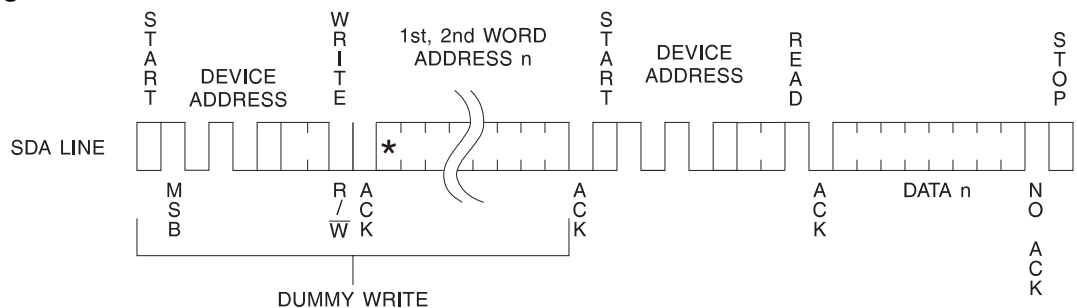 START
DEVICE
ADDRESS
WRITE
1st, 2nd WORD
ADDRESS n
START
DEVICE
ADDRESS
READ
STOP
SDA LINE
*
MSB
R/W
ACK
ACK
ACK
DATA n
NO ACK
DUMMY WRITE